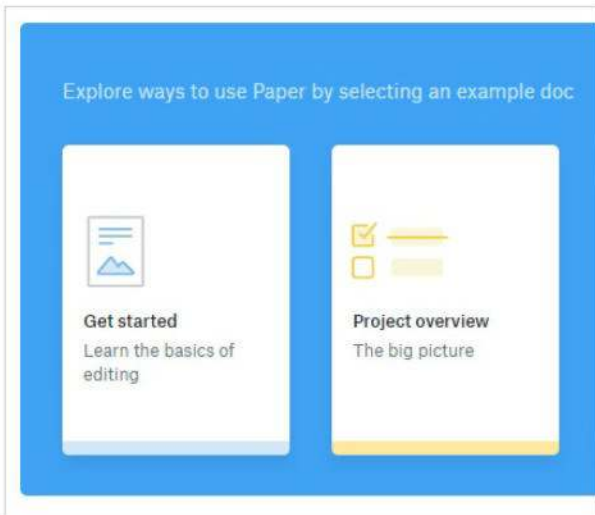 Explore ways to use Paper by selecting an example doc
Get started
Learn the basics of
editing
Project overview
The big picture